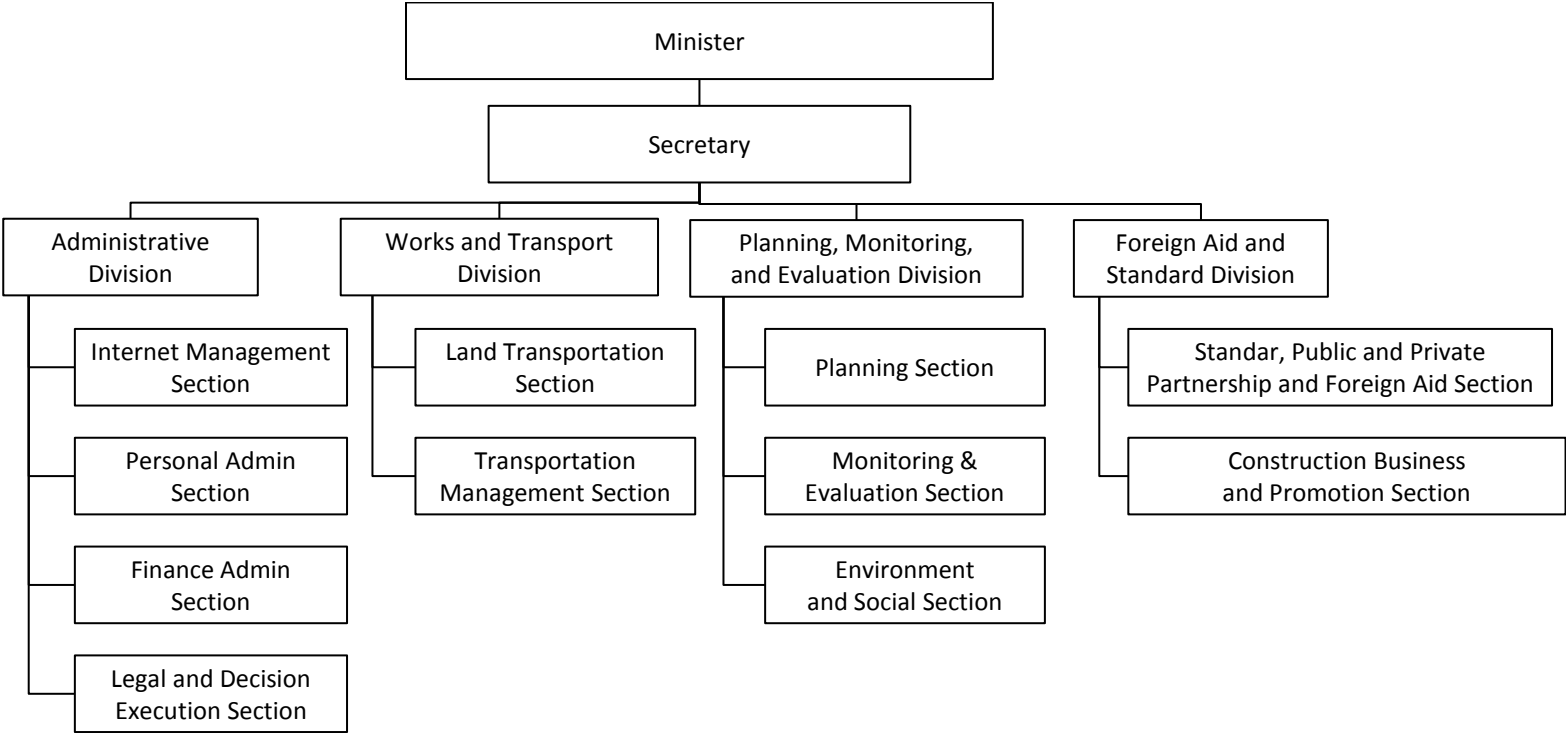 Minister
Secretary
Administrative
Division
Works and Transport
Division
Planning, Monitoring,
and Evaluation Division
Foreign Aid and
Standard Division
Internet Management
Section
Land Transportation
Section
Planning Section
Standar, Public and Private
Partnership and Foreign Aid Section
Personal Admin
Section
Transportation
Management Section
Monitoring &
Evaluation Section
Construction Business
and Promotion Section
Finance Admin
Section
Environment
and Social Section
Legal and Decision
Execution Section